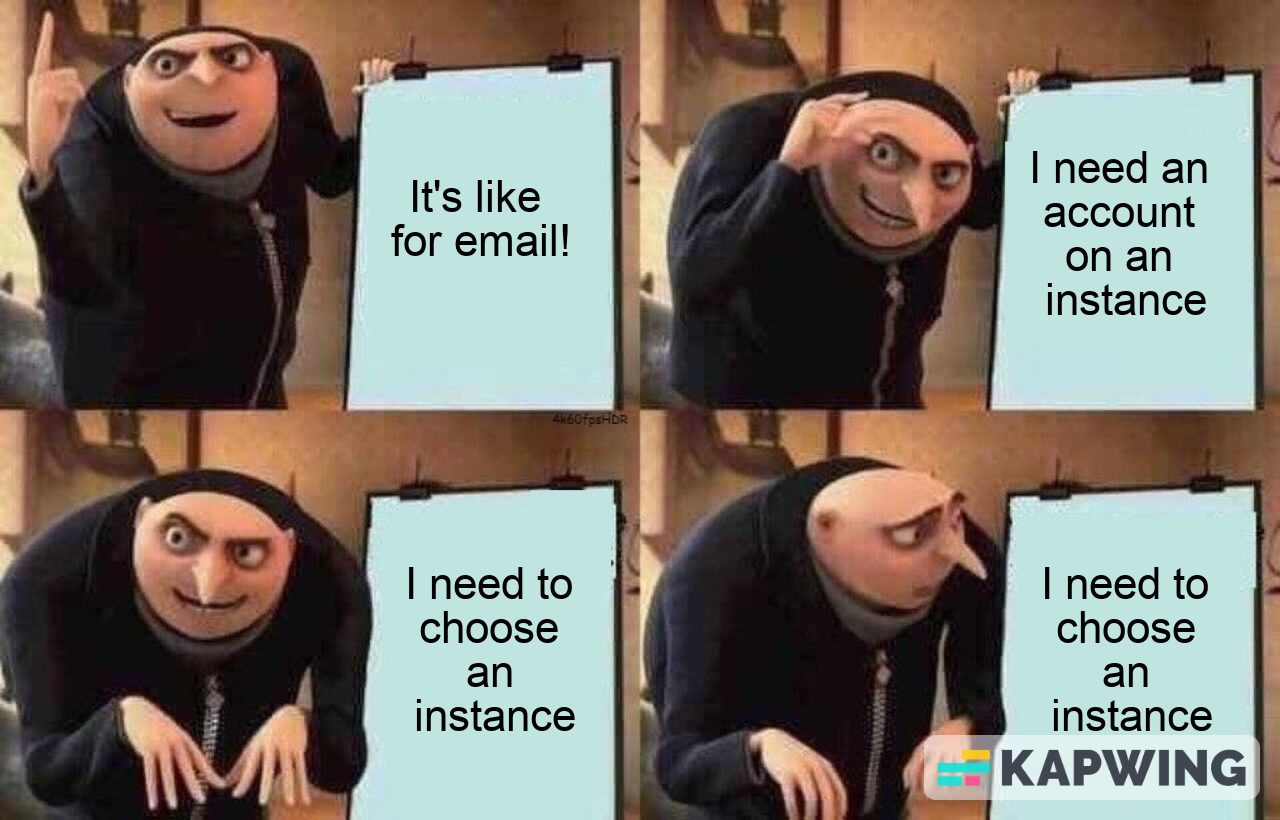 It's like
for email!
I need an
account
on an
instance
4k60fpsHDR
I need to
choose
an
instance
I need to
choose
an
instance
KAPWING